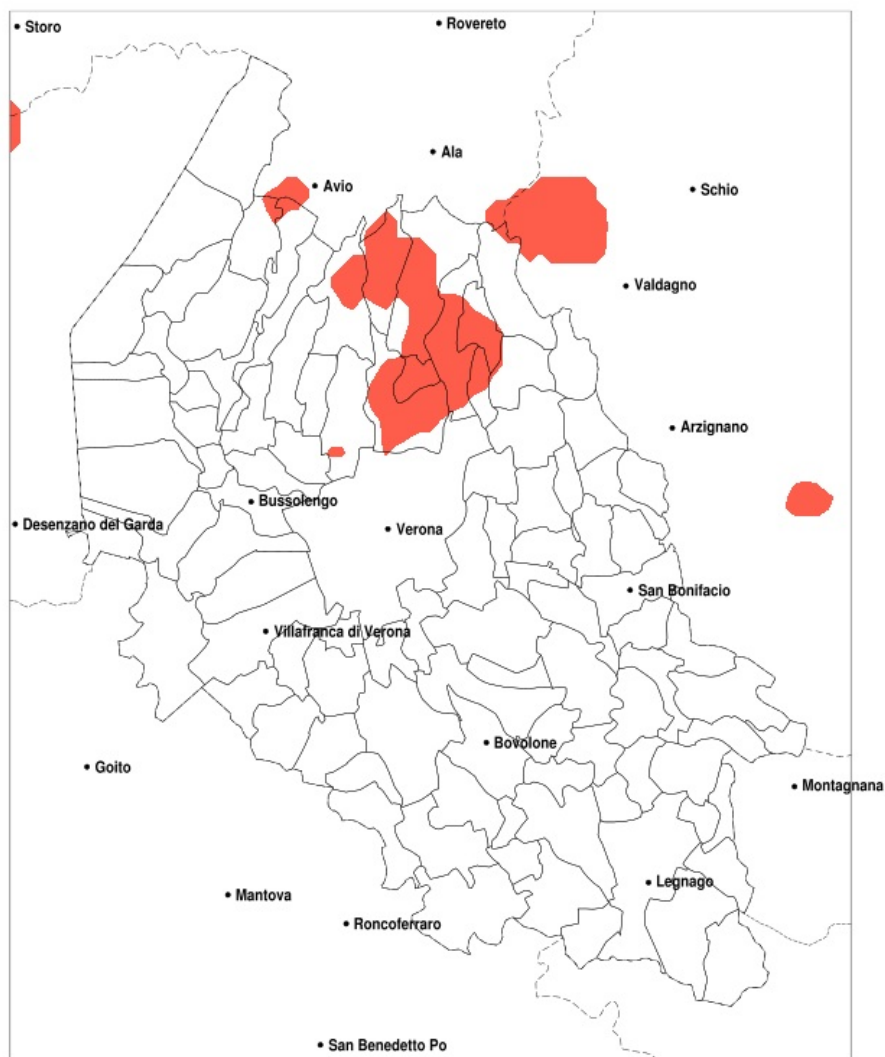 Storo
Rovereto
Ala
Avio
Schio
Valdagno
Arzignano
Bussolengo
Desenzano del Garda
Verona
San Bonifacio
Villafranca di Verona
Bovolone
Goito
Montagnana
Legnago
Mantova
Roncoferraro
San Benedetto Po